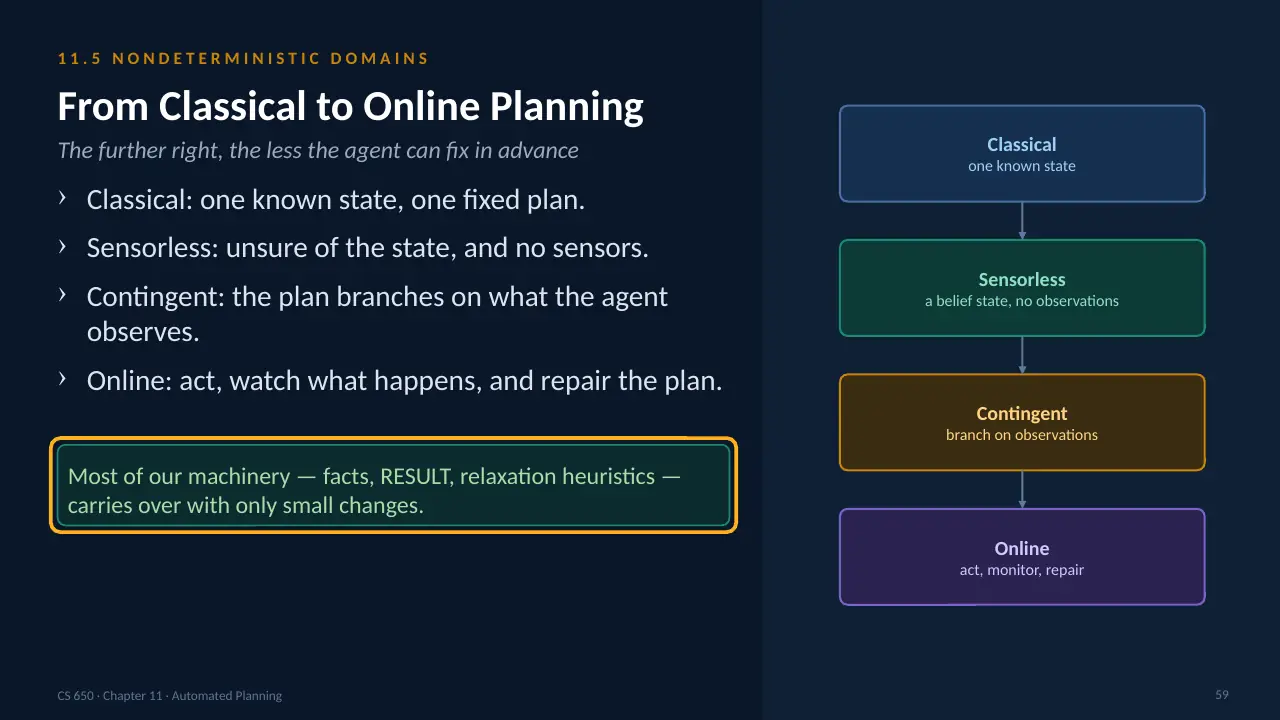 11.5 NONDETERMINISTIC DOMAINS
From Classical to Online Planning
The further right, the less the agent can fix in advance
› Classical: one known state, one fixed plan.
› Sensorless: unsure of the state, and no sensors.
› Contingent: the plan branches on what the agent
observes.
› Online: act, watch what happens, and repair the plan.
Most of our machinery — facts, RESULT, relaxation heuristics —
carries over with only small changes.
Classical
one known state
Sensorless
a belief state, no observations
Contingent
branch on observations
Online
act, monitor, repair
CS 650 · Chapter 11 · Automated Planning
59